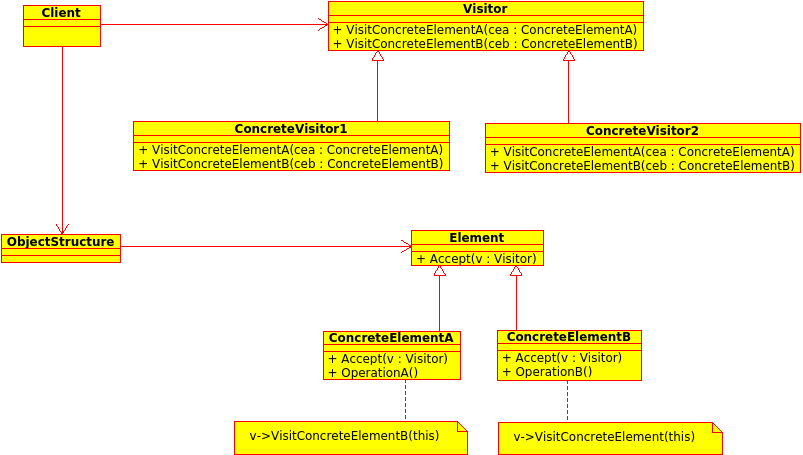 Client
Visitor
+ VisitConcreteElementA(cea : ConcreteElementA)
+ VisitConcreteElementB(ceb : ConcreteElementB)
ConcreteVisitor1
+ VisitConcreteElementA(cea : ConcreteElementA)
+ VisitConcreteElementB(ceb : ConcreteElementB)
ConcreteVisitor2
+ VisitConcreteElementA(cea : ConcreteElementA)
+ VisitConcreteElementB(ceb : ConcreteElementB)
ObjectStructure
Element
+ Accept(v : Visitor)
ConcreteElementA
+ Accept(v : Visitor)
+ OperationA()
ConcreteElementB
+ Accept(v : Visitor)
+ OperationB()
v->VisitConcreteElementB(this)
v->VisitConcreteElement(this)